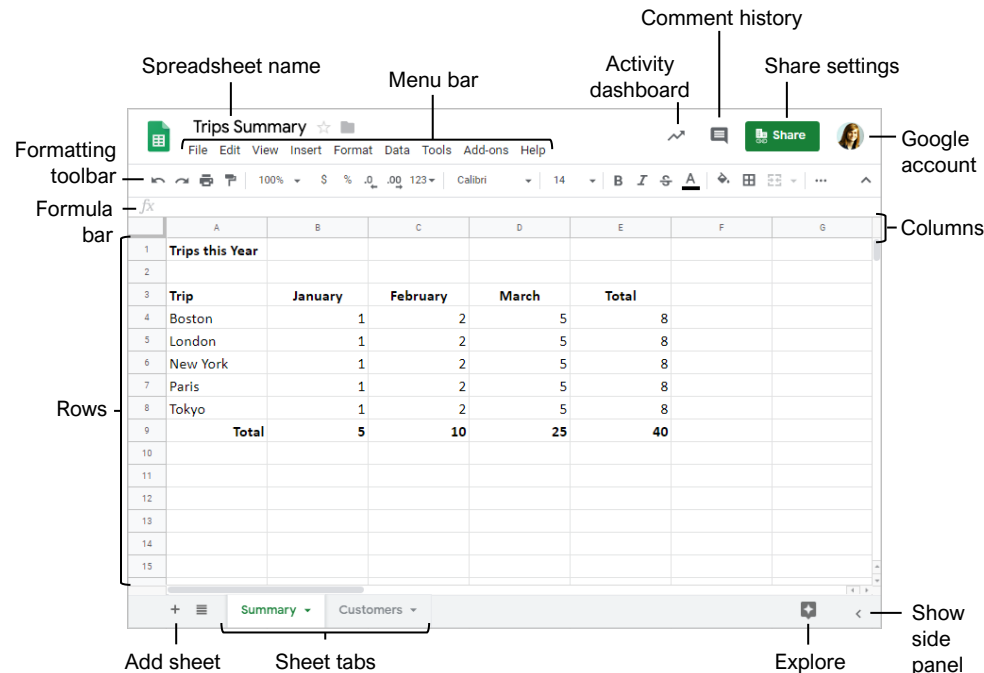 Comment history
Spreadsheet name
Menu bar
Activity
dashboard
Share settings
Trips Summary
Share
File Edit View Insert Format Data Tools Add-ons Help
Google
account
Formatting
toolbar
100% $ % .0 .00 123 Calibri 14 B I S A ...
Formula
bar
fx
Columns
A B C D E F G
1 Trips this Year
2
3 Trip January February March Total
4 Boston 1 2 5 8
5 London 1 2 5 8
6 New York 1 2 5 8
7 Paris 1 2 5 8
8 Tokyo 1 2 5 8
9 Total 5 10 25 40
10
11
12
13
14
15
Rows
+ Summary Customers
Add sheet
Sheet tabs
Explore
Show
side
panel